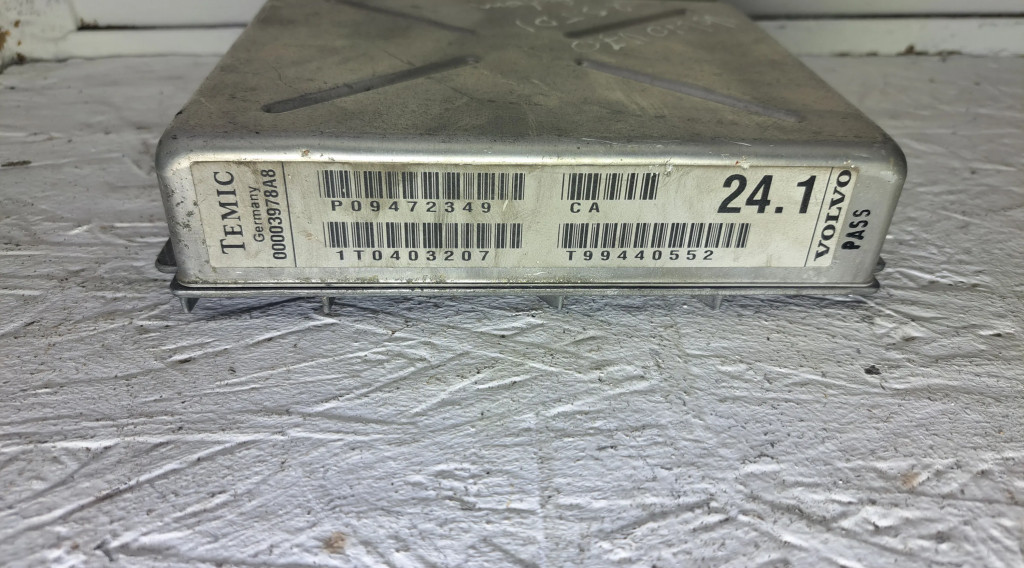 TEMIC
Germany
00003978A8
P09472349
CA
24.1
1T0403207
T99440552
VOLVO
PASS